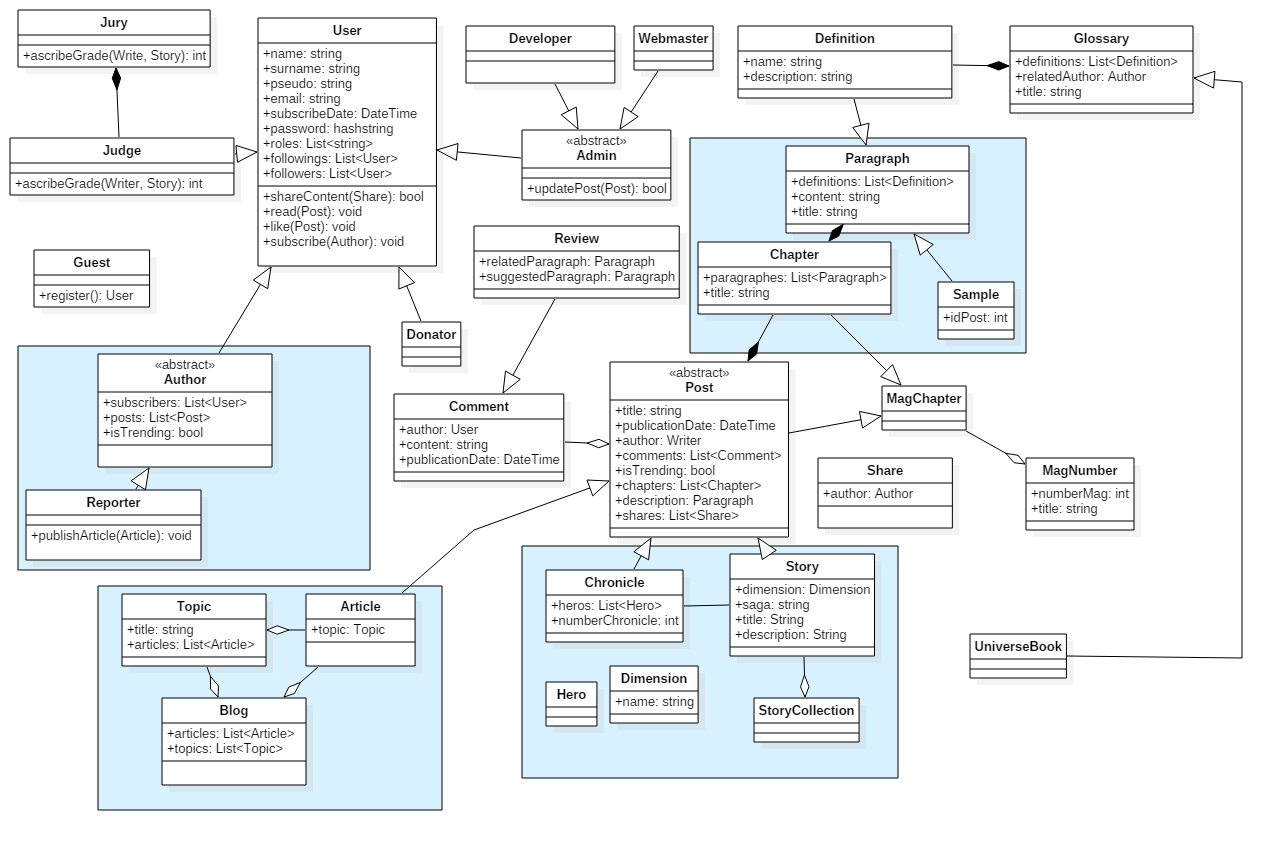 Jury
+ascribeGrade(Write, Story): int
Judge
+ascribeGrade(Writer, Story): int
User
+name: string
+surname: string
+pseudo: string
+email: string
+subscribeDate: DateTime
+password: hashstring
+roles: List<string>
+followings: List<User>
+followers: List<User>
+shareContent(Share): bool
+read(Post): void
+like(Post): void
+subscribe(Author): void
Developer
Webmaster
«abstract»
Admin
+updatePost(Post): bool
Definition
+name: string
+description: string
Glossary
+definitions: List<Definition>
+relatedAuthor: Author
+title: string
Paragraph
+definitions: List<Definition>
+content: string
+title: string
Chapter
+paragraphes: List<Paragraph>
+title: string
Sample
+idPost: int
Guest
+register(): User
Review
+relatedParagraph: Paragraph
+suggestedParagraph: Paragraph
Donator
«abstract»
Author
+subscribers: List<User>
+posts: List<Post>
+isTrending: bool
Reporter
+publishArticle(Article): void
Comment
+author: User
+content: string
+publicationDate: DateTime
«abstract»
Post
+title: string
+publicationDate: DateTime
+author: Writer
+comments: List<Comment>
+isTrending: bool
+chapters: List<Chapter>
+description: Paragraph
+shares: List<Share>
MagChapter
Share
+author: Author
MagNumber
+numberMag: int
+title: string
Topic
+title: string
+articles: List<Article>
Article
+topic: Topic
Blog
+articles: List<Article>
+topics: List<Topic>
Chronicle
+heros: List<Hero>
+numberChronicle: int
Story
+dimension: Dimension
+saga: string
+title: String
+description: String
Hero
Dimension
+name: string
StoryCollection
UniverseBook